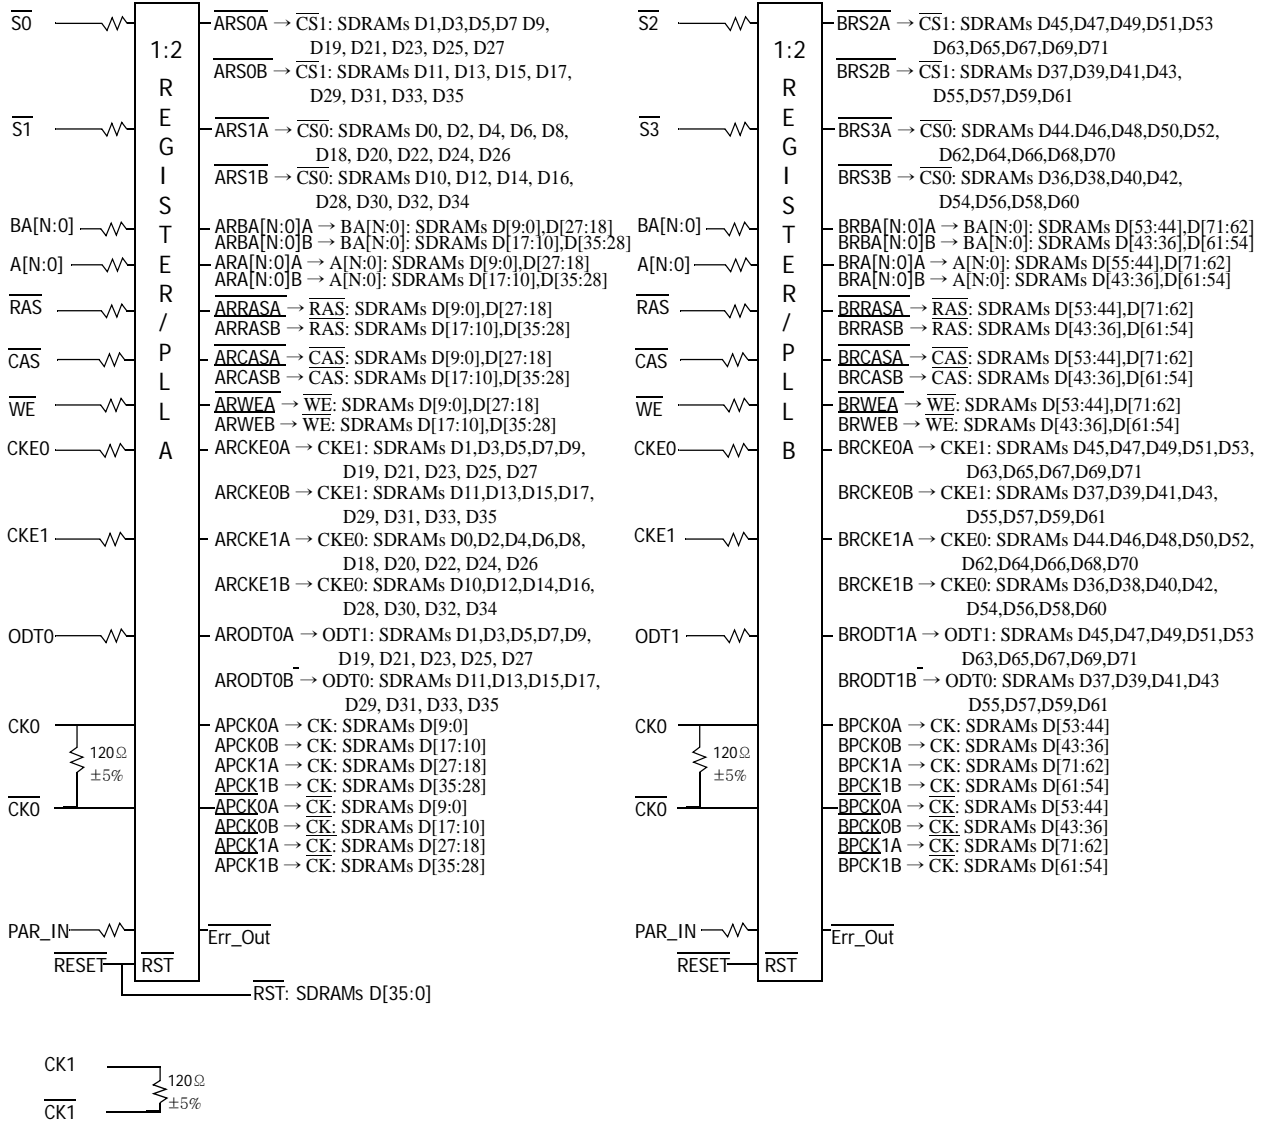 S0
ARS0A → CS1: SDRAMs D1,D3,D5,D7 D9,
D19, D21, D23, D25, D27
ARS0B → CS1: SDRAMs D11, D13, D15, D17,
D29, D31, D33, D35
S1
ARS1A → CS0: SDRAMs D0, D2, D4, D6, D8,
D18, D20, D22, D24, D26
ARS1B → CS0: SDRAMs D10, D12, D14, D16,
D28, D30, D32, D34
BA[N:0]
ARBA[N:0]A → BA[N:0]: SDRAMs D[9:0],D[27:18]
ARBA[N:0]B → BA[N:0]: SDRAMs D[17:10],D[35:28]
A[N:0]
ARA[N:0]A → A[N:0]: SDRAMs D[9:0],D[27:18]
ARA[N:0]B → A[N:0]: SDRAMs D[17:10],D[35:28]
RAS
ARRASA → RAS: SDRAMs D[9:0],D[27:18]
ARRASB → RAS: SDRAMs D[17:10],D[35:28]
CAS
ARCASA → CAS: SDRAMs D[9:0],D[27:18]
ARCASB → CAS: SDRAMs D[17:10],D[35:28]
WE
ARWEA → WE: SDRAMs D[9:0],D[27:18]
ARWEB → WE: SDRAMs D[17:10],D[35:28]
CKE0
ARCKE0A → CKE1: SDRAMs D1,D3,D5,D7,D9,
D19, D21, D23, D25, D27
ARCKE0B → CKE1: SDRAMs D11,D13,D15,D17,
D29, D31, D33, D35
CKE1
ARCKE1A → CKE0: SDRAMs D0,D2,D4,D6,D8,
D18, D20, D22, D24, D26
ARCKE1B → CKE0: SDRAMs D10,D12,D14,D16,
D28, D30, D32, D34
ODT0
ARODT0A → ODT1: SDRAMs D1,D3,D5,D7,D9,
D19, D21, D23, D25, D27
ARODT0B → ODT0: SDRAMs D11,D13,D15,D17,
D29, D31, D33, D35
CK0
120Ω
±5%
CK0
APCK0A → CK: SDRAMs D[9:0]
APCK0B → CK: SDRAMs D[17:10]
APCK1A → CK: SDRAMs D[27:18]
APCK1B → CK: SDRAMs D[35:28]
APCK0A → CK: SDRAMs D[9:0]
APCK0B → CK: SDRAMs D[17:10]
APCK1A → CK: SDRAMs D[27:18]
APCK1B → CK: SDRAMs D[35:28]
PAR_IN
Err_Out
RESET
RST
RST: SDRAMs D[35:0]
1:2
R
E
G
I
S
T
E
R
/
P
L
L
A
CK1
120Ω
±5%
CK1
S2
BRS2A → CS1: SDRAMs D45,D47,D49,D51,D53
D63,D65,D67,D69,D71
BRS2B → CS1: SDRAMs D37,D39,D41,D43,
D55,D57,D59,D61
S3
BRS3A → CS0: SDRAMs D44.D46,D48,D50,D52,
D62,D64,D66,D68,D70
BRS3B → CS0: SDRAMs D36,D38,D40,D42,
D54,D56,D58,D60
BA[N:0]
BRBA[N:0]A → BA[N:0]: SDRAMs D[53:44],D[71:62]
BRBA[N:0]B → BA[N:0]: SDRAMs D[43:36],D[61:54]
A[N:0]
BRA[N:0]A → A[N:0]: SDRAMs D[55:44],D[71:62]
BRA[N:0]B → A[N:0]: SDRAMs D[43:36],D[61:54]
RAS
BRRASA → RAS: SDRAMs D[53:44],D[71:62]
BRRASB → RAS: SDRAMs D[43:36],D[61:54]
CAS
BRCASA → CAS: SDRAMs D[53:44],D[71:62]
BRCASB → CAS: SDRAMs D[43:36],D[61:54]
WE
BRWEA → WE: SDRAMs D[53:44],D[71:62]
BRWEB → WE: SDRAMs D[43:36],D[61:54]
CKE0
BRCKE0A → CKE1: SDRAMs D45,D47,D49,D51,D53,
D63,D65,D67,D69,D71
BRCKE0B → CKE1: SDRAMs D37,D39,D41,D43,
D55,D57,D59,D61
CKE1
BRCKE1A → CKE0: SDRAMs D44.D46,D48,D50,D52,
D62,D64,D66,D68,D70
BRCKE1B → CKE0: SDRAMs D36,D38,D40,D42,
D54,D56,D58,D60
ODT1
BRODT1A → ODT1: SDRAMs D45,D47,D49,D51,D53
D63,D65,D67,D69,D71
BRODT1B → ODT0: SDRAMs D37,D39,D41,D43
D55,D57,D59,D61
CK0
120Ω
±5%
CK0
BPCK0A → CK: SDRAMs D[53:44]
BPCK0B → CK: SDRAMs D[43:36]
BPCK1A → CK: SDRAMs D[71:62]
BPCK1B → CK: SDRAMs D[61:54]
BPCK0A → CK: SDRAMs D[53:44]
BPCK0B → CK: SDRAMs D[43:36]
BPCK1A → CK: SDRAMs D[71:62]
BPCK1B → CK: SDRAMs D[61:54]
PAR_IN
Err_Out
RESET
RST
1:2
R
E
G
I
S
T
E
R
/
P
L
L
B